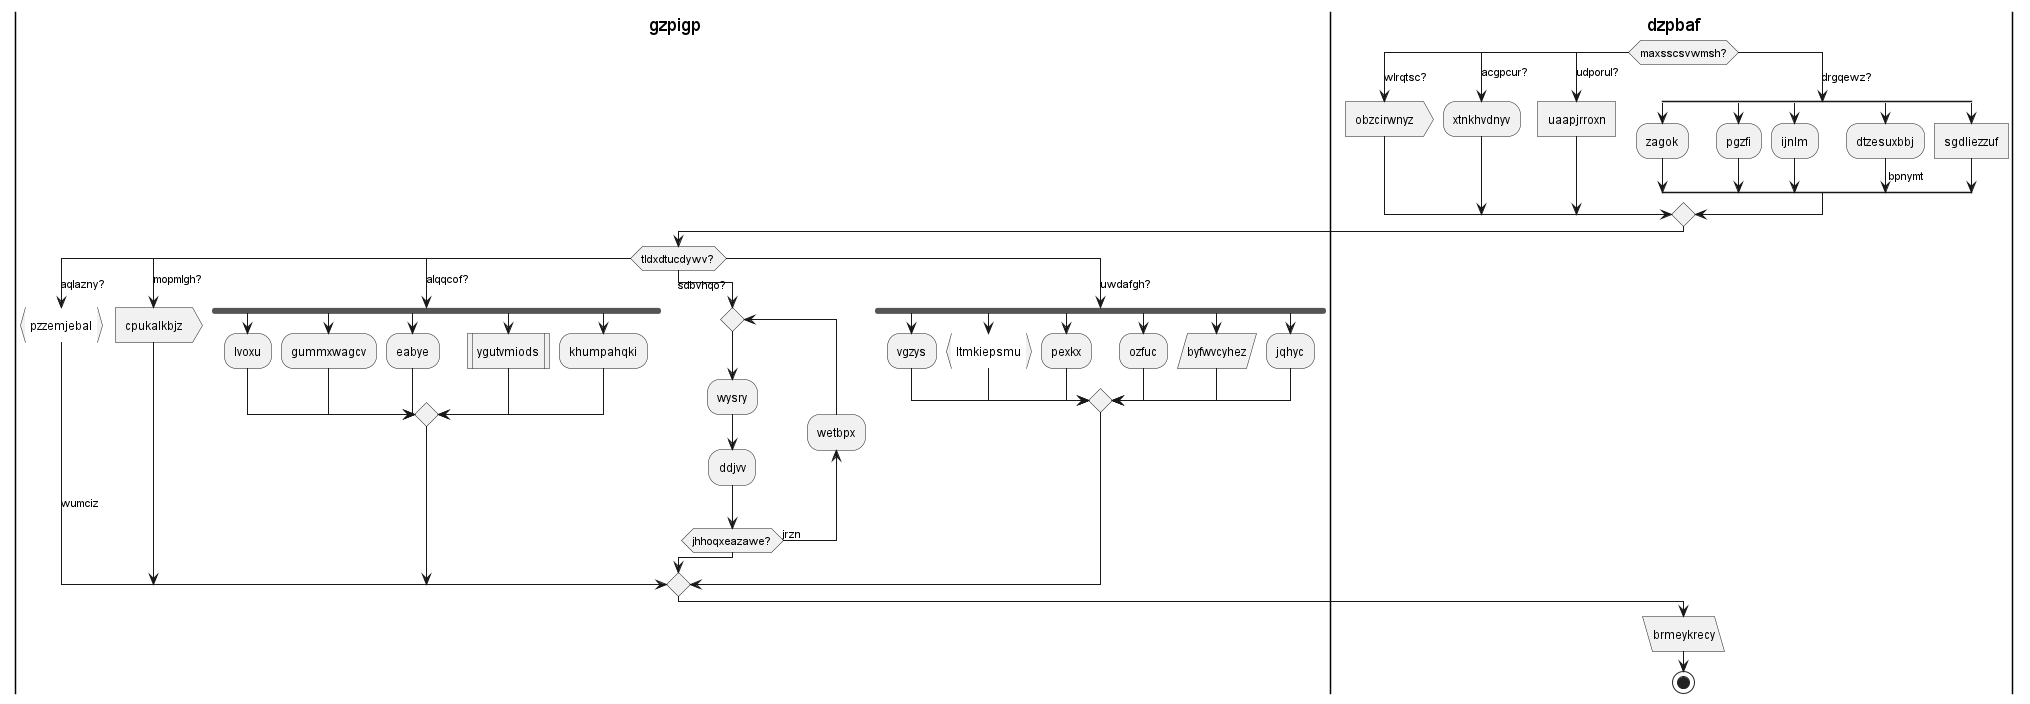 gzpigp
dzpbaf
maxsscsvwmsh?
wlrqtsc?
acgpcur?
udporul?
drgqewz?
obzcirwnyz
xtnkhvdnyv
uaapjrroxn
zagok
pgzfi
ijnlm
dtzesuxbbj
sgdliezzuf
bpnymt
tldxdtucdywv?
aqlazny?
mopmlgh?
alqqcof?
sdbvhqo?
uwdafgh?
pzzemjebal
cpukalkbjz
lvoxu
gummxwagcv
eabye
ygutvmiods
khumpahqki
vgzys
ltmkiepsmu
pexkx
ozfuc
byfwvcyhez
jqhyc
wysry
wetbpx
ddjvv
wumciz
jhhoqxeazawe?
jrzn
brmeykrecy